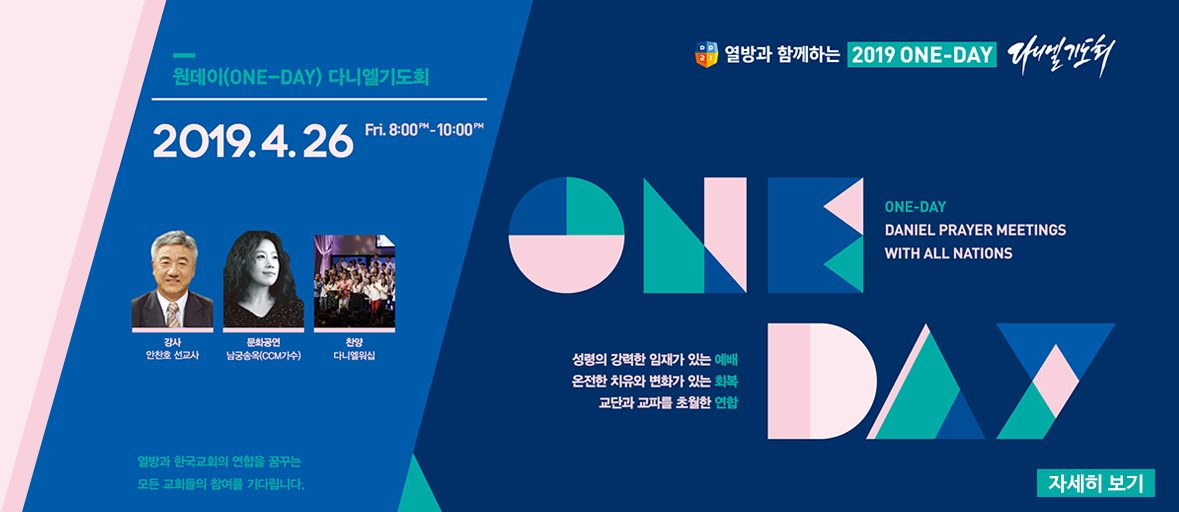 원데이(ONE-DAY) 다니엘기도회
2019. 4. 26 Fri. 8:00PM - 10:00PM
강사
안찬호 선교사
문화공연
남궁송옥(CCM가수)
찬양
다니엘워십
열방과 한국교회의 연합을 꿈꾸는
모든 교회들의 참여를 기다립니다.
DP21 열방과 함께하는 2019 ONE-DAY 다니엘기도회
ONE
ONE-DAY
DANIEL PRAYER MEETINGS
WITH ALL NATIONS
DAY
성령의 강력한 임재가 있는 예배
온전한 치유와 변화가 있는 회복
교단과 교파를 초월한 연합
자세히 보기